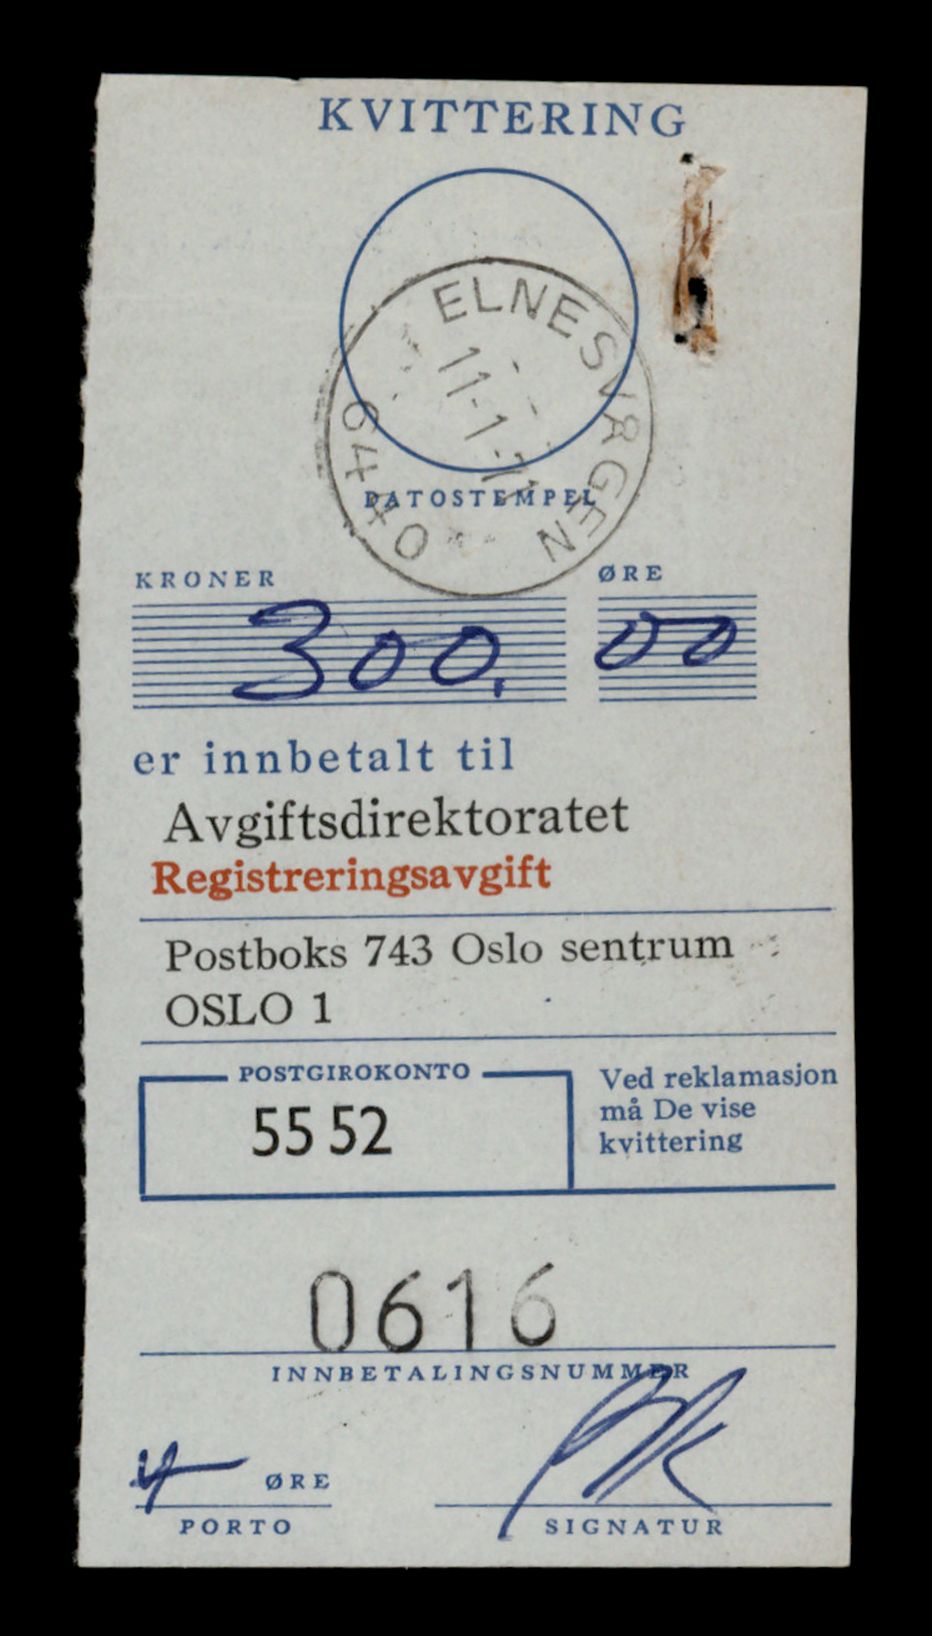 KVITTERING
ELNESVÅGEN
11-1-71
6440
DATOSTEMPEL
KRONER ØRE
300, 00
er innbetalt til
Avgiftsdirektoratet
Registreringsavgift
Postboks 743 Oslo sentrum
OSLO 1
POSTGIROKONTO
55 52
Ved reklamasjon
må De vise
kvittering
0616
INNBETALINGSNUMMER
ØRE
PORTO
SIGNATUR